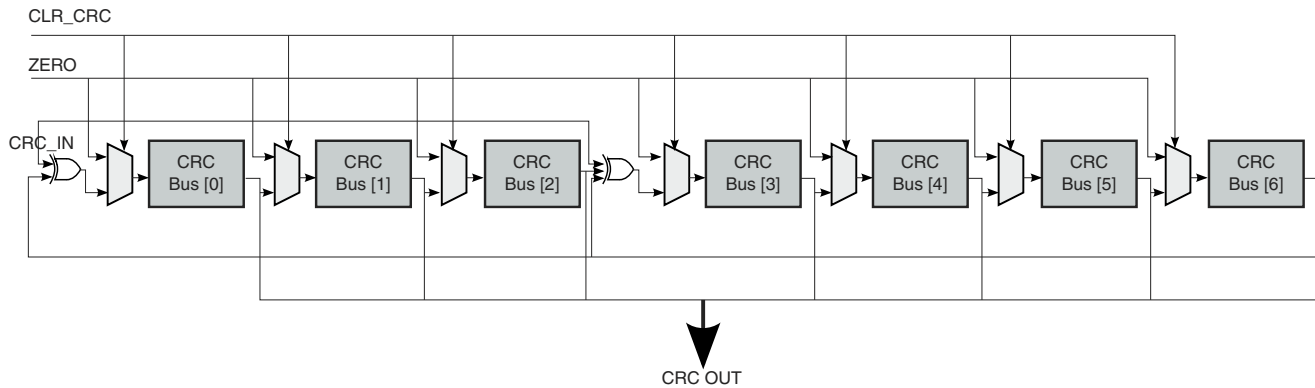 CLR_CRC
ZERO
CRC_IN
CRC
Bus [0]
CRC
Bus [1]
CRC
Bus [2]
CRC
Bus [3]
CRC
Bus [4]
CRC
Bus [5]
CRC
Bus [6]
CRC OUT